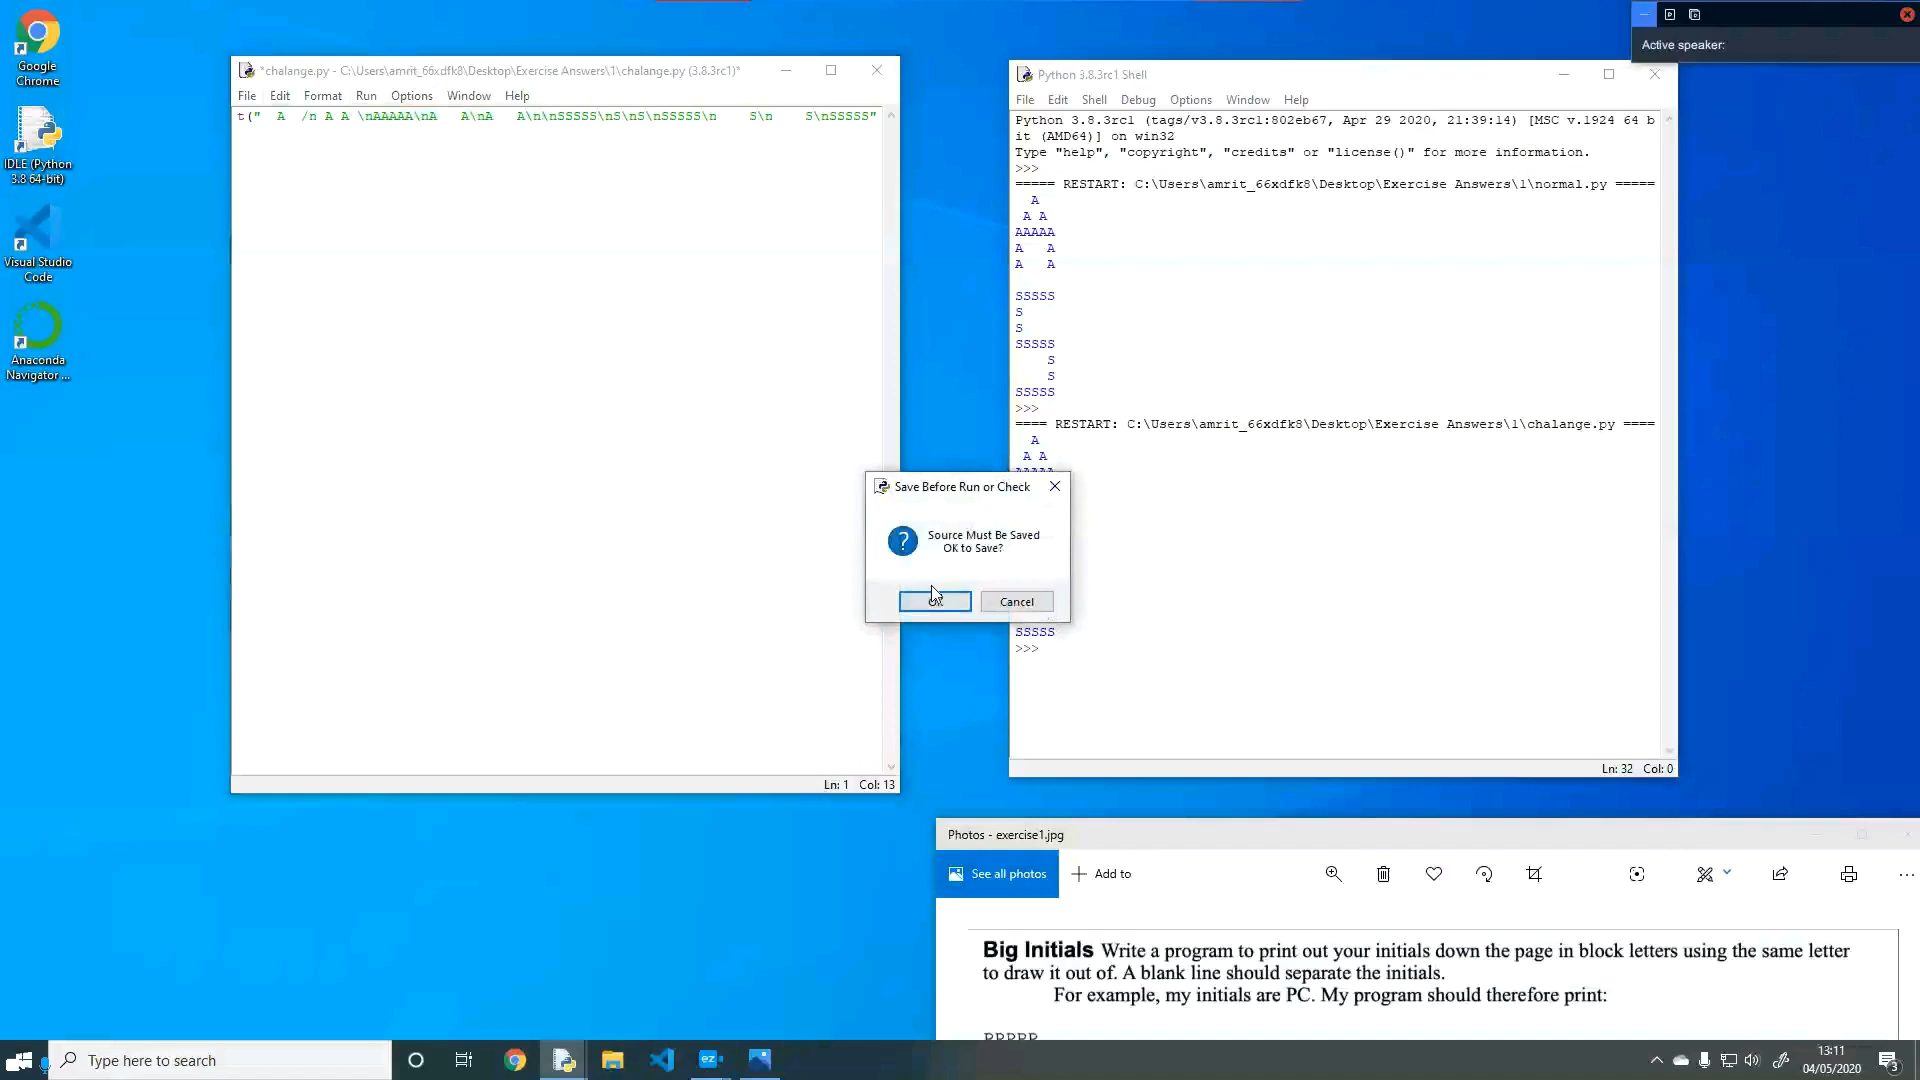 Active speaker:
Google
Chrome
IDLE (Python
3.8 64-bit)
Visual Studio
Code
Anaconda
Navigator ...
*chalange.py - C:\Users\amrit_66xdfk8\Desktop\Exercise Answers\1\chalange.py (3.8.3rc1)*
File Edit Format Run Options Window Help
t("  A  /n A A \nAAAAA\nA   A\nA   A\n\nSSSSS\nS\nS\nSSSSS\n    S\n    S\nSSSSS"
Ln: 1 Col: 13
Python 3.8.3rc1 Shell
File Edit Shell Debug Options Window Help
Python 3.8.3rc1 (tags/v3.8.3rc1:802eb67, Apr 29 2020, 21:39:14) [MSC v.1924 64 b
it (AMD64)] on win32
Type "help", "copyright", "credits" or "license()" for more information.
>>>
===== RESTART: C:\Users\amrit_66xdfk8\Desktop\Exercise Answers\1\normal.py =====
  A
 A A
AAAAA
A   A
A   A
SSSSS
S
S
SSSSS
    S
    S
SSSSS
>>>
==== RESTART: C:\Users\amrit_66xdfk8\Desktop\Exercise Answers\1\chalange.py ====
  A
 A A
SSSSS
>>>
Ln: 32 Col: 0
Save Before Run or Check
Source Must Be Saved
OK to Save?
Cancel
Photos - exercise1.jpg
See all photos
Add to
Big Initials Write a program to print out your initials down the page in block letters using the same letter
to draw it out of. A blank line should separate the initials.
For example, my initials are PC. My program should therefore print:
PPPPP
Type here to search
ez
13:11
04/05/2020
3